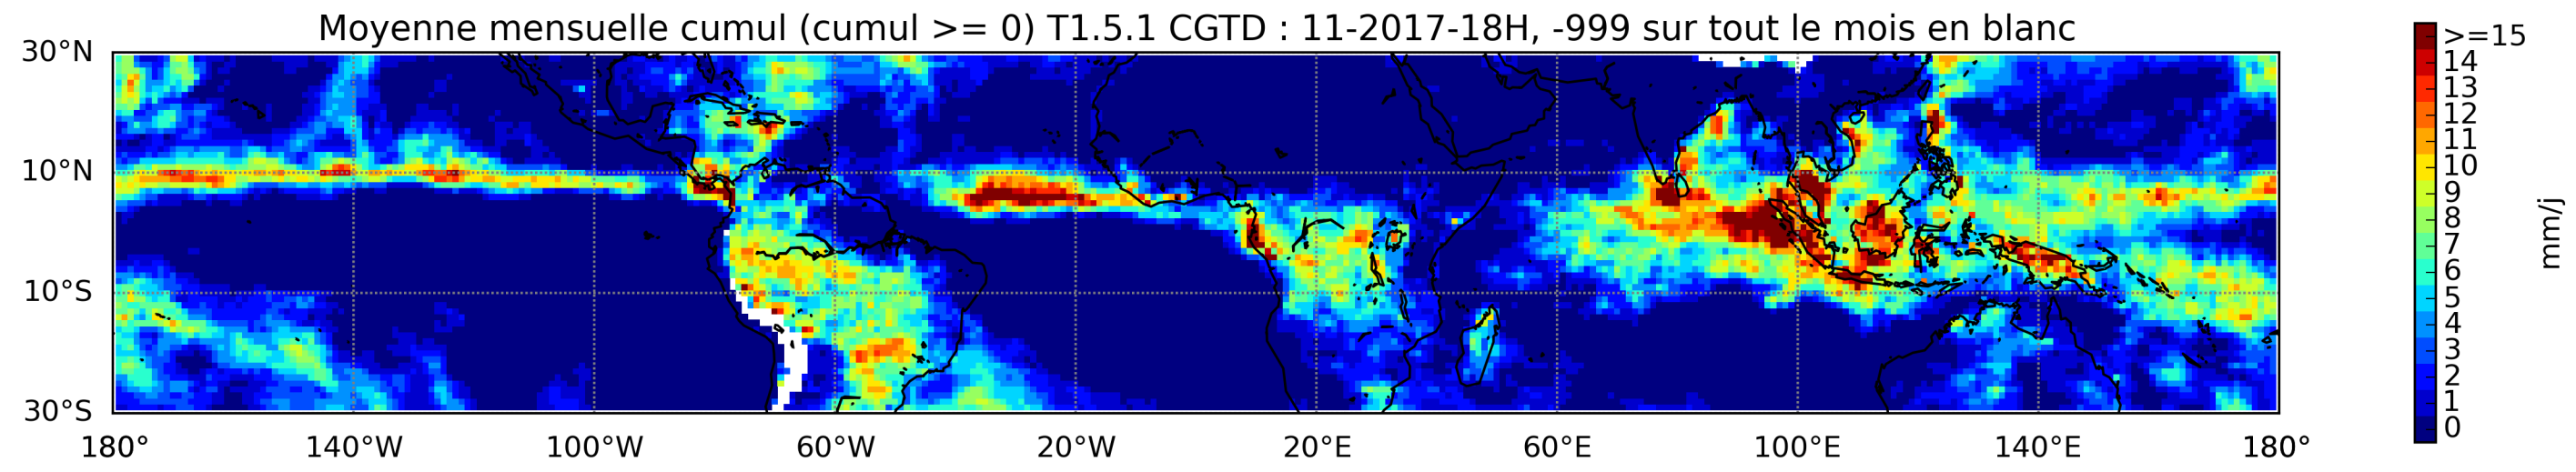 Moyenne mensuelle cumul (cumul >= 0) T1.5.1 CGTD : 11-2017-18H, -999 sur tout le mois en blanc
30°N
10°N
10°S
30°S
180° 140°W 100°W 60°W 20°W 20°E 60°E 100°E 140°E 180°
>=15
14
13
12
11
10
9
8
7
6
5
4
3
2
1
0
mm/j